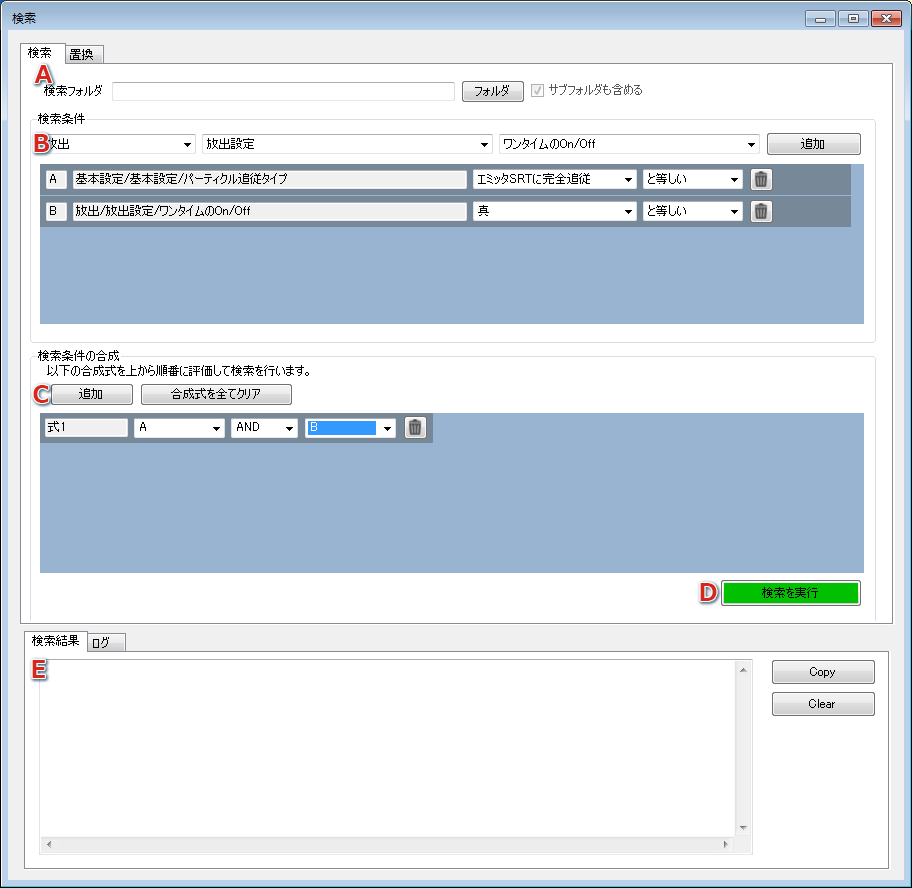 検索
検索 置換
A
検索フォルダ フォルダ サブフォルダも含める
検索条件
B 放出 放出設定 ワンタイムのOn/Off 追加
A 基本設定/基本設定/パーティクル追従タイプ エミッタSRTに完全追従 と等しい
B 放出/放出設定/ワンタイムのOn/Off 真 と等しい
検索条件の合成
以下の合成式を上から順番に評価して検索を行います。
C 追加 合成式を全てクリア
式1 A AND B
D 検索を実行
検索結果 ログ
E
Copy
Clear